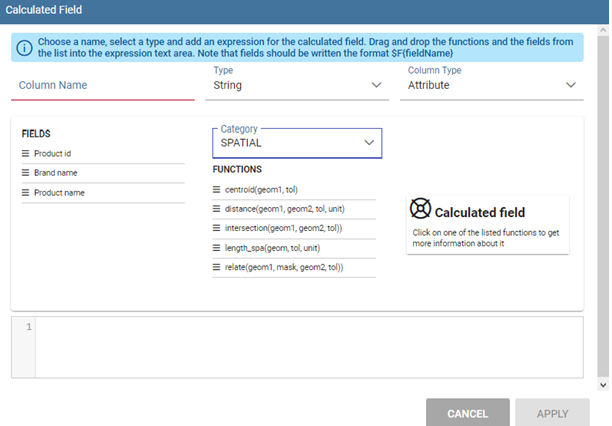 Calculated Field
Choose a name, select a type and add an expression for the calculated field. Drag and drop the functions and the fields from
the list into the expression text area. Note that fields should be written the format $F{fieldName}
Column Name
Type
String
Column Type
Attribute
FIELDS
Product id
Brand name
Product name
Category
SPATIAL
FUNCTIONS
centroid(geom1, tol)
distance(geom1, geom2, tol, unit)
intersection(geom1, geom2, tol))
length_spa(geom, tol, unit)
relate(geom1, mask, geom2, tol))
Calculated field
Click on one of the listed functions to get
more information about it
1
CANCEL
APPLY